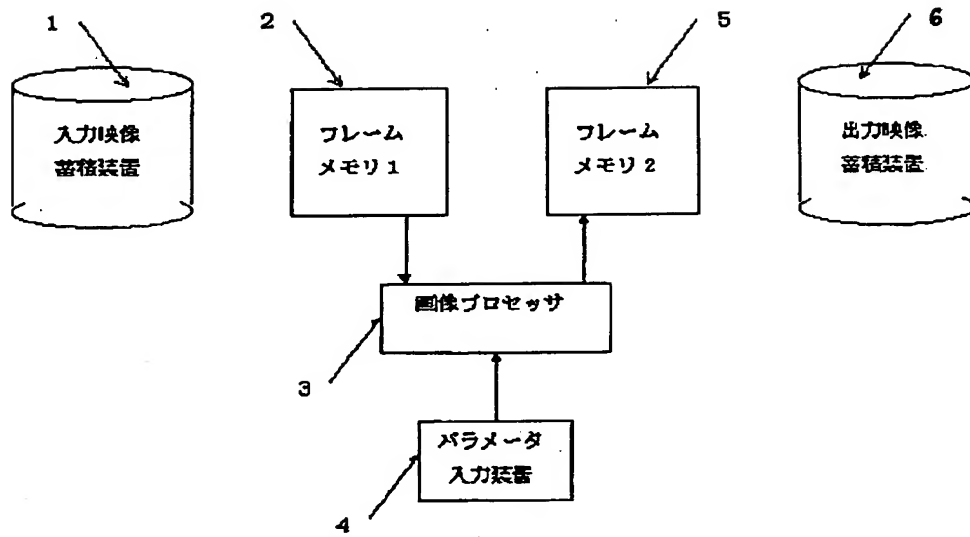 1
2
5
6
入力映像
蓄積装置
フレーム
メモリ1
フレーム
メモリ2
出力映像
蓄積装置
画像プロセッサ
3
パラメータ
入力装置
4